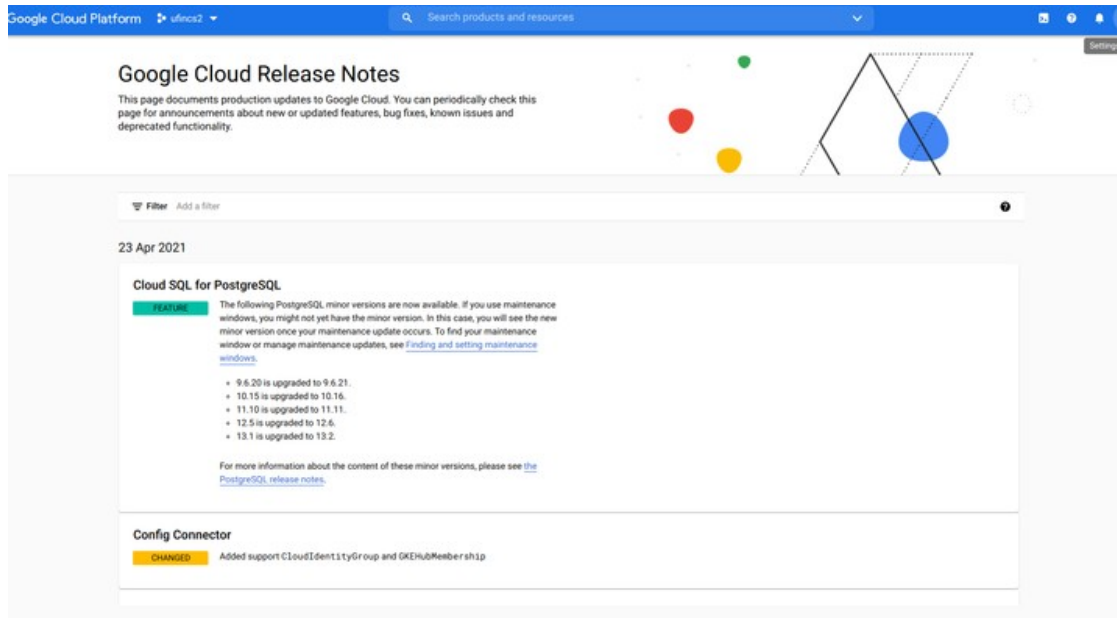 Google Cloud Platform
ufincs2
Search products and resources
Setting
Google Cloud Release Notes
This page documents production updates to Google Cloud. You can periodically check this
page for announcements about new or updated features, bug fixes, known issues and
deprecated functionality.
Filter Add a filter
23 Apr 2021
Cloud SQL for PostgreSQL
FEATURE
The following PostgreSQL minor versions are now available. If you use maintenance
windows, you might not yet have the minor version. In this case, you will see the new
minor version once your maintenance update occurs. To find your maintenance
window or manage maintenance updates, see Finding and setting maintenance
windows.
• 9.6.20 is upgraded to 9.6.21.
• 10.15 is upgraded to 10.16.
• 11.10 is upgraded to 11.11.
• 12.5 is upgraded to 12.6.
• 13.1 is upgraded to 13.2.
For more information about the content of these minor versions, please see the
PostgreSQL release notes.
Config Connector
CHANGED
Added support CloudIdentityGroup and GKEHubMembership